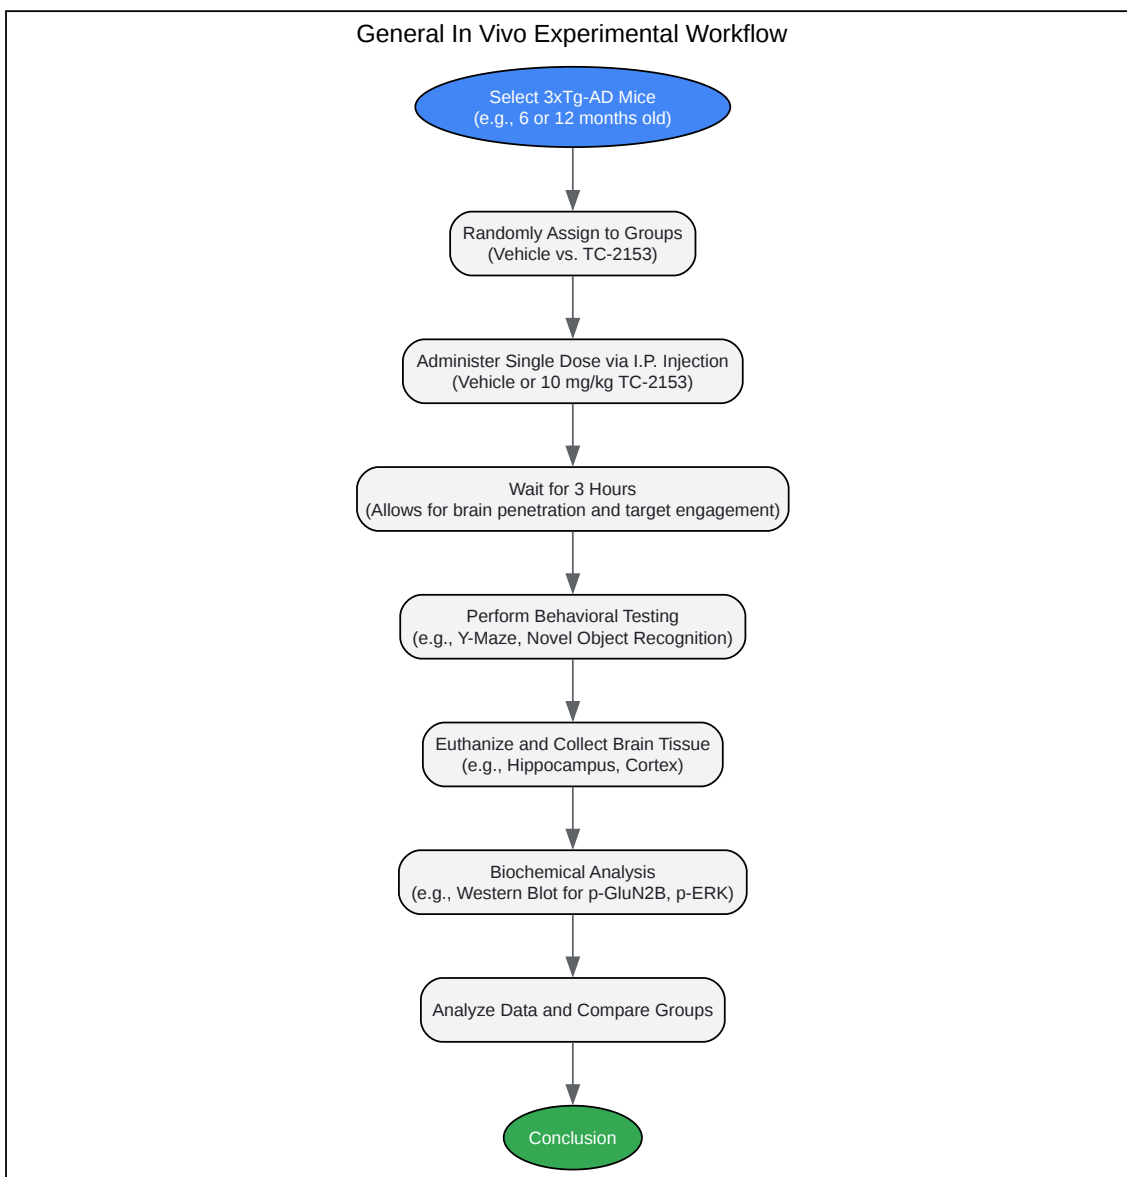 General In Vivo Experimental Workflow
Select 3xTg-AD Mice
(e.g., 6 or 12 months old)
Randomly Assign to Groups
(Vehicle vs. TC-2153)
Administer Single Dose via I.P. Injection
(Vehicle or 10 mg/kg TC-2153)
Wait for 3 Hours
(Allows for brain penetration and target engagement)
Perform Behavioral Testing
(e.g., Y-Maze, Novel Object Recognition)
Euthanize and Collect Brain Tissue
(e.g., Hippocampus, Cortex)
Biochemical Analysis
(e.g., Western Blot for p-GluN2B, p-ERK)
Analyze Data and Compare Groups
Conclusion